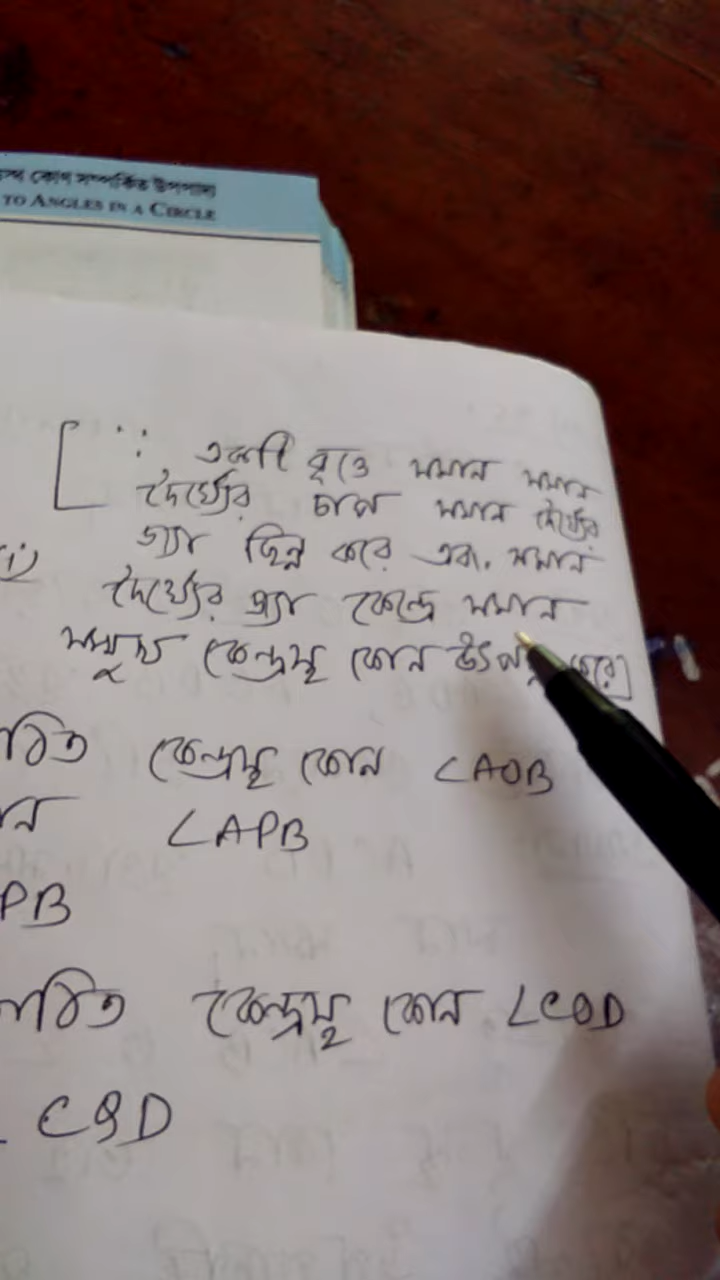 কোণ সম্পর্কিত উপপাদ্য
TO ANGLES IN A CIRCLE
[ ∵ একটি বৃত্তে সমান সমান
দৈর্ঘ্যের চাপ সমান দৈর্ঘ্যের
জ্যা ছিন্ন করে এবং সমান
(i)
দৈর্ঘ্যের জ্যা কেন্দ্রে সমান
সম্মুখ কেন্দ্রস্থ কোন উৎপন্ন করে]
কেন্দ্রস্থ কোন ∠AOB
∠APB
PB
কেন্দ্রস্থ কোন ∠COD
CQD